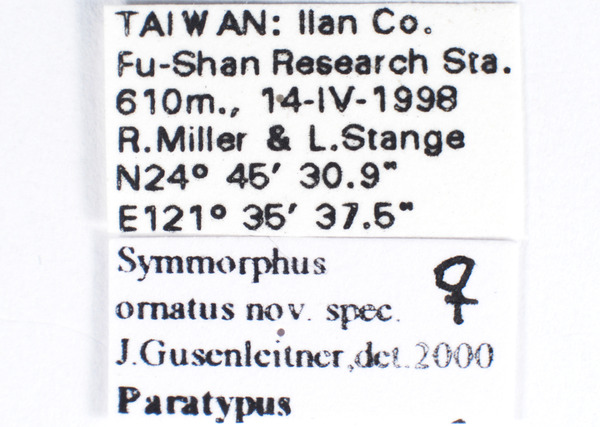 TAIWAN: Ilan Co.
Fu-Shan Research Sta.
610m., 14-IV-1998
R.Miller & L.Stange
N24° 45' 30.9"
E121° 35' 37.5"
Symmorphus ♀
ornatus nov. spec.
J.Gusenleitner,det.2000
Paratypus